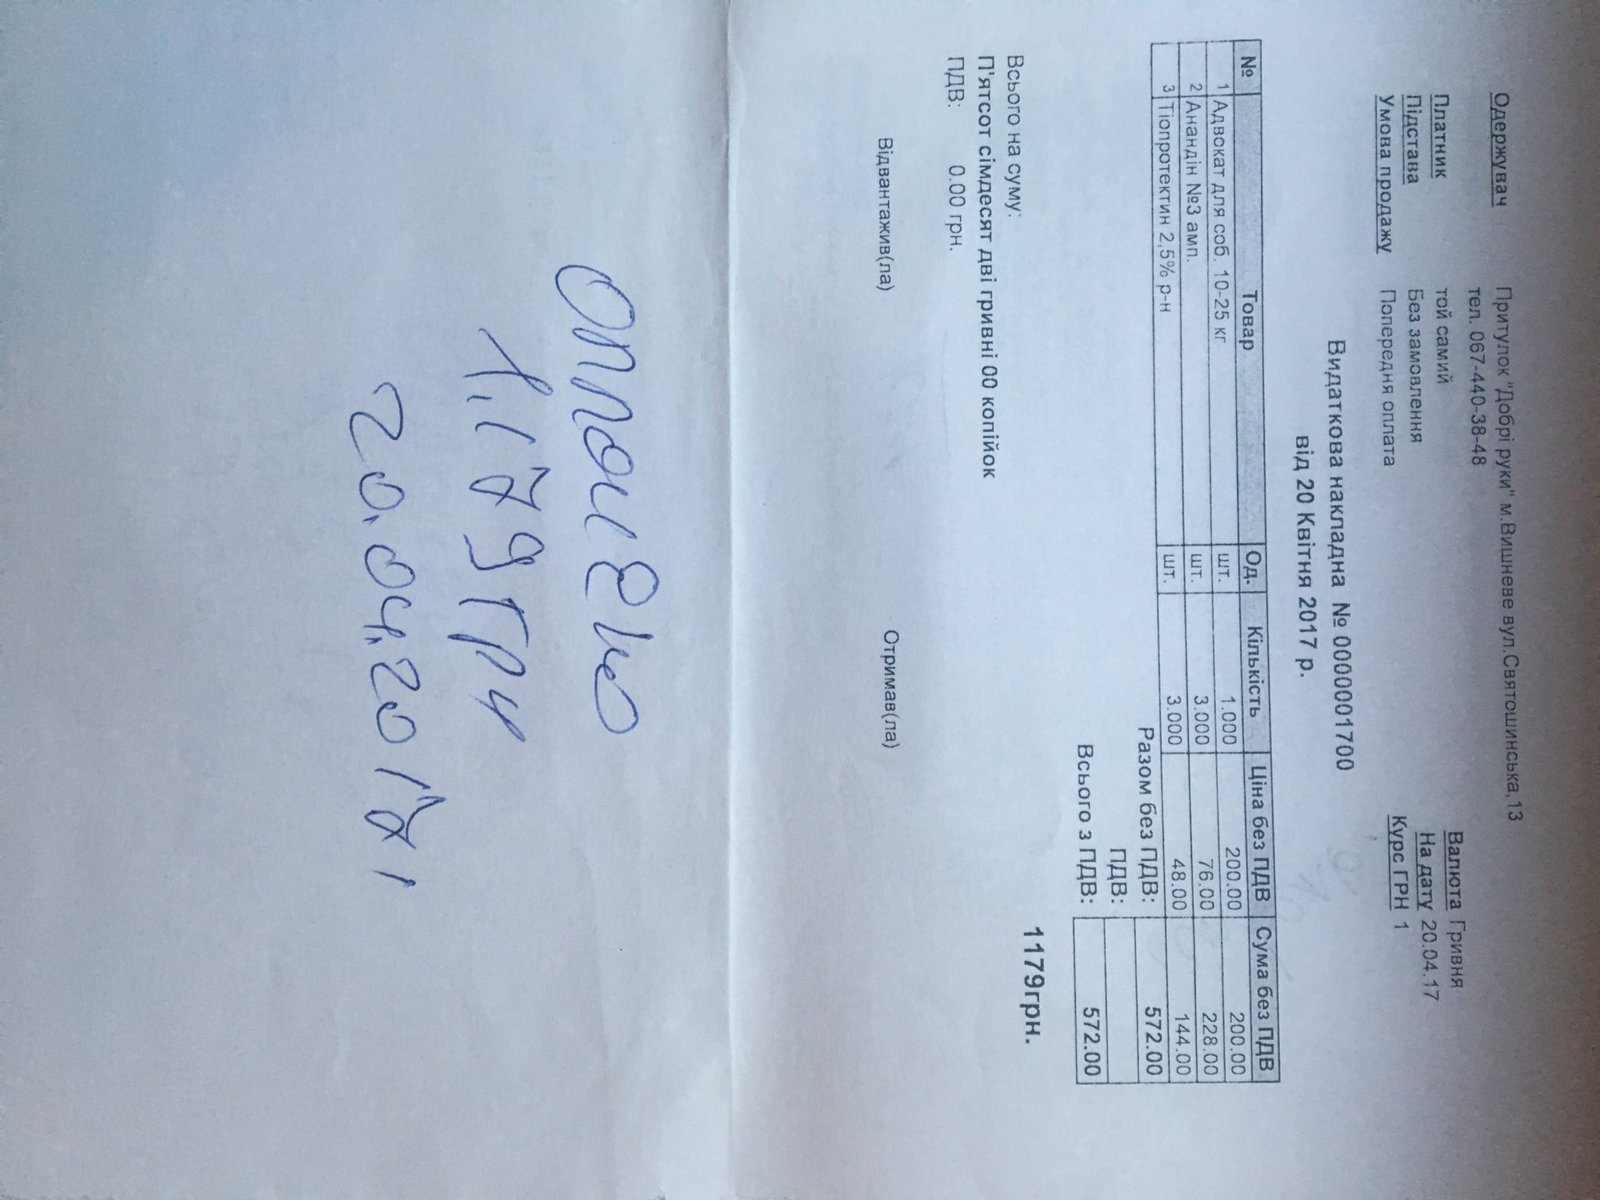 Одержувач Притулок "Добрі руки" м.Вишневе вул.Святошинська,13
тел. 067-440-38-48
Платник той самий
Підстава Без замовлення
Умова продажу Попередня оплата
Валюта Гривня
На дату 20.04.17
Курс ГРН 1
Видаткова накладна № 0000001700
від 20 Квітня 2017 р.
№ Товар Од. Кількість Ціна без ПДВ Сума без ПДВ
1 Адвокат для соб. 10-25 кг шт. 1.000 200.00 200.00
2 Анандін №3 амп. шт. 3.000 76.00 228.00
3 Тіопротектин 2,5% р-н шт. 3.000 48.00 144.00
Разом без ПДВ: 572.00
ПДВ:
Всього з ПДВ: 572.00
1179грн.
Всього на суму:
П'ятсот сімдесят дві гривні 00 копійок
ПДВ: 0.00 грн.
Відвантажив(ла) Отримав(ла)
1,179 грн
20.04.2017